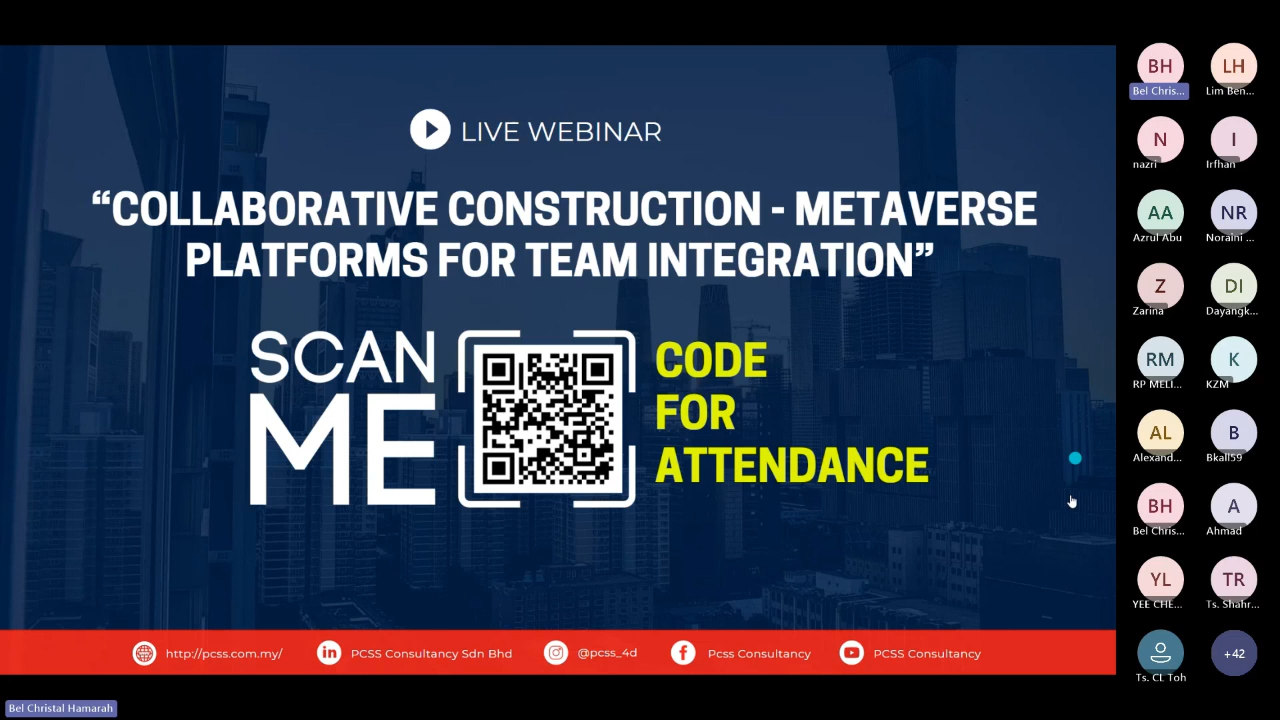 LIVE WEBINAR
“COLLABORATIVE CONSTRUCTION - METAVERSE
PLATFORMS FOR TEAM INTEGRATION”
SCAN
ME
CODE
FOR
ATTENDANCE
http://pcss.com.my/
in
PCSS Consultancy Sdn Bhd
@pcss_4d
f
Pcss Consultancy
PCSS Consultancy
BH
Bel Chris...
LH
Lim Ben...
N
nazri
I
Irfhan
AA
Azrul Abu
NR
Noraini ...
Z
Zarina
DI
Dayangk...
RM
RP MELI...
K
KZM
AL
Alexand...
B
Bkall59
BH
Bel Chris...
A
Ahmad
YL
YEE CHE...
TR
Ts. Shahr...
Ts. CL Toh
+42
Bel Christal Hamarah